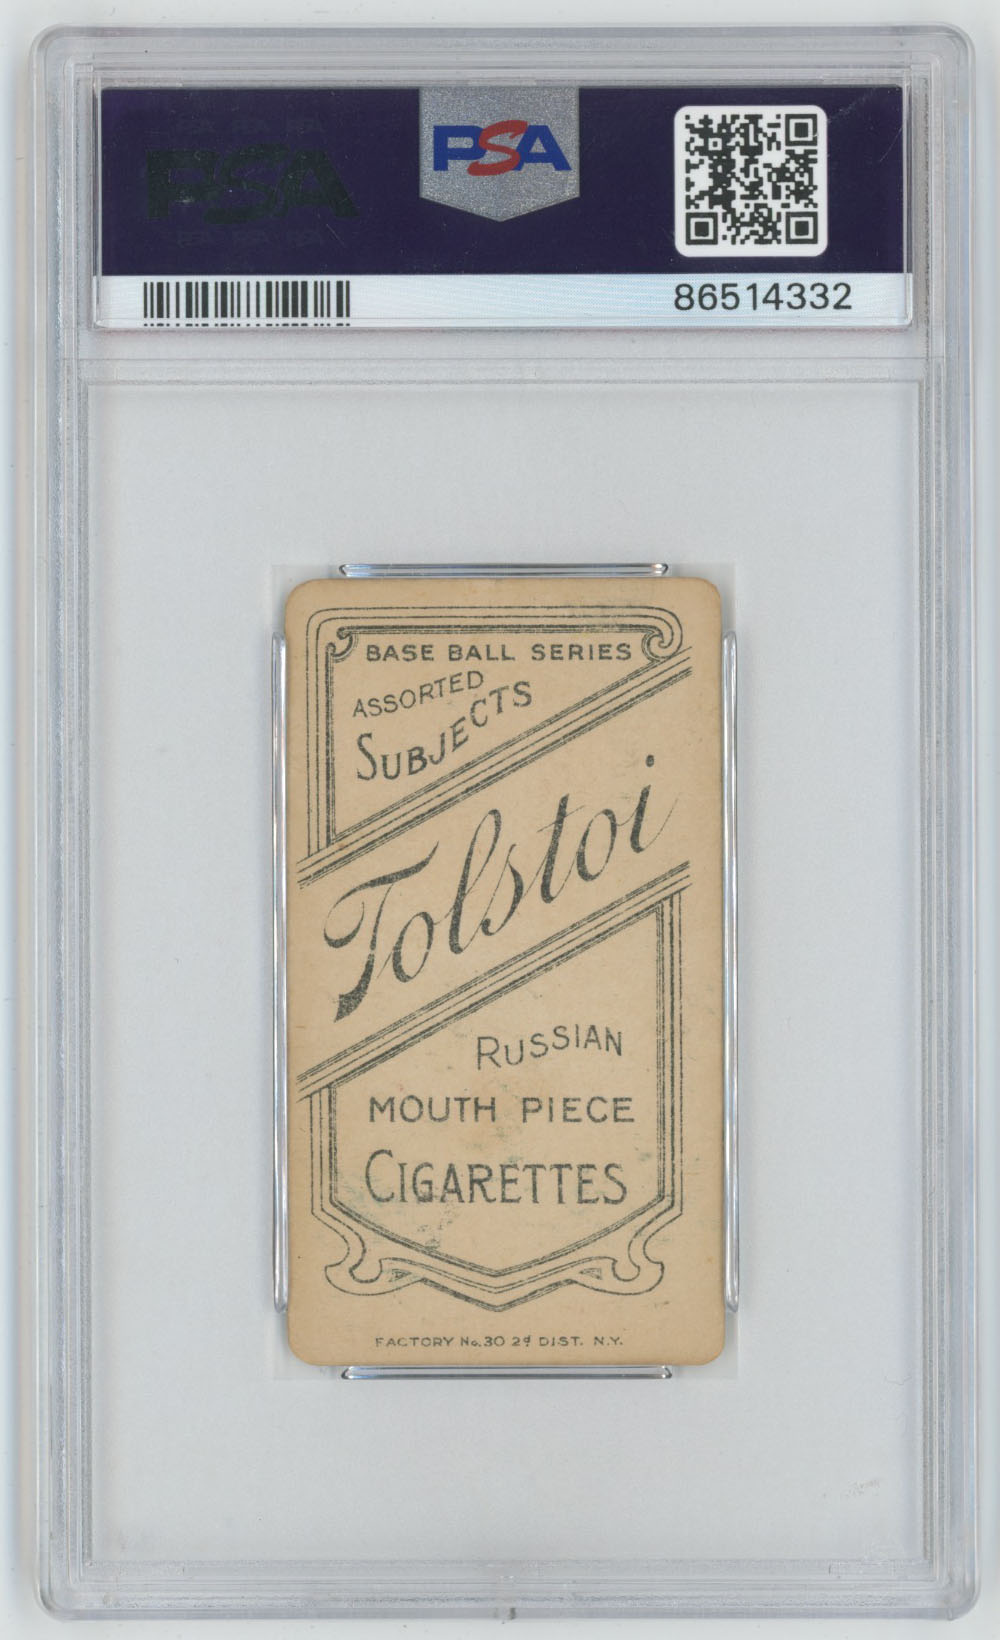 PSA
PSA
86514332
BASE BALL SERIES
ASSORTED
SUBJECTS
Tolstoi
RUSSIAN
MOUTH PIECE
CIGARETTES
FACTORY No. 30 2d DIST. N.Y.